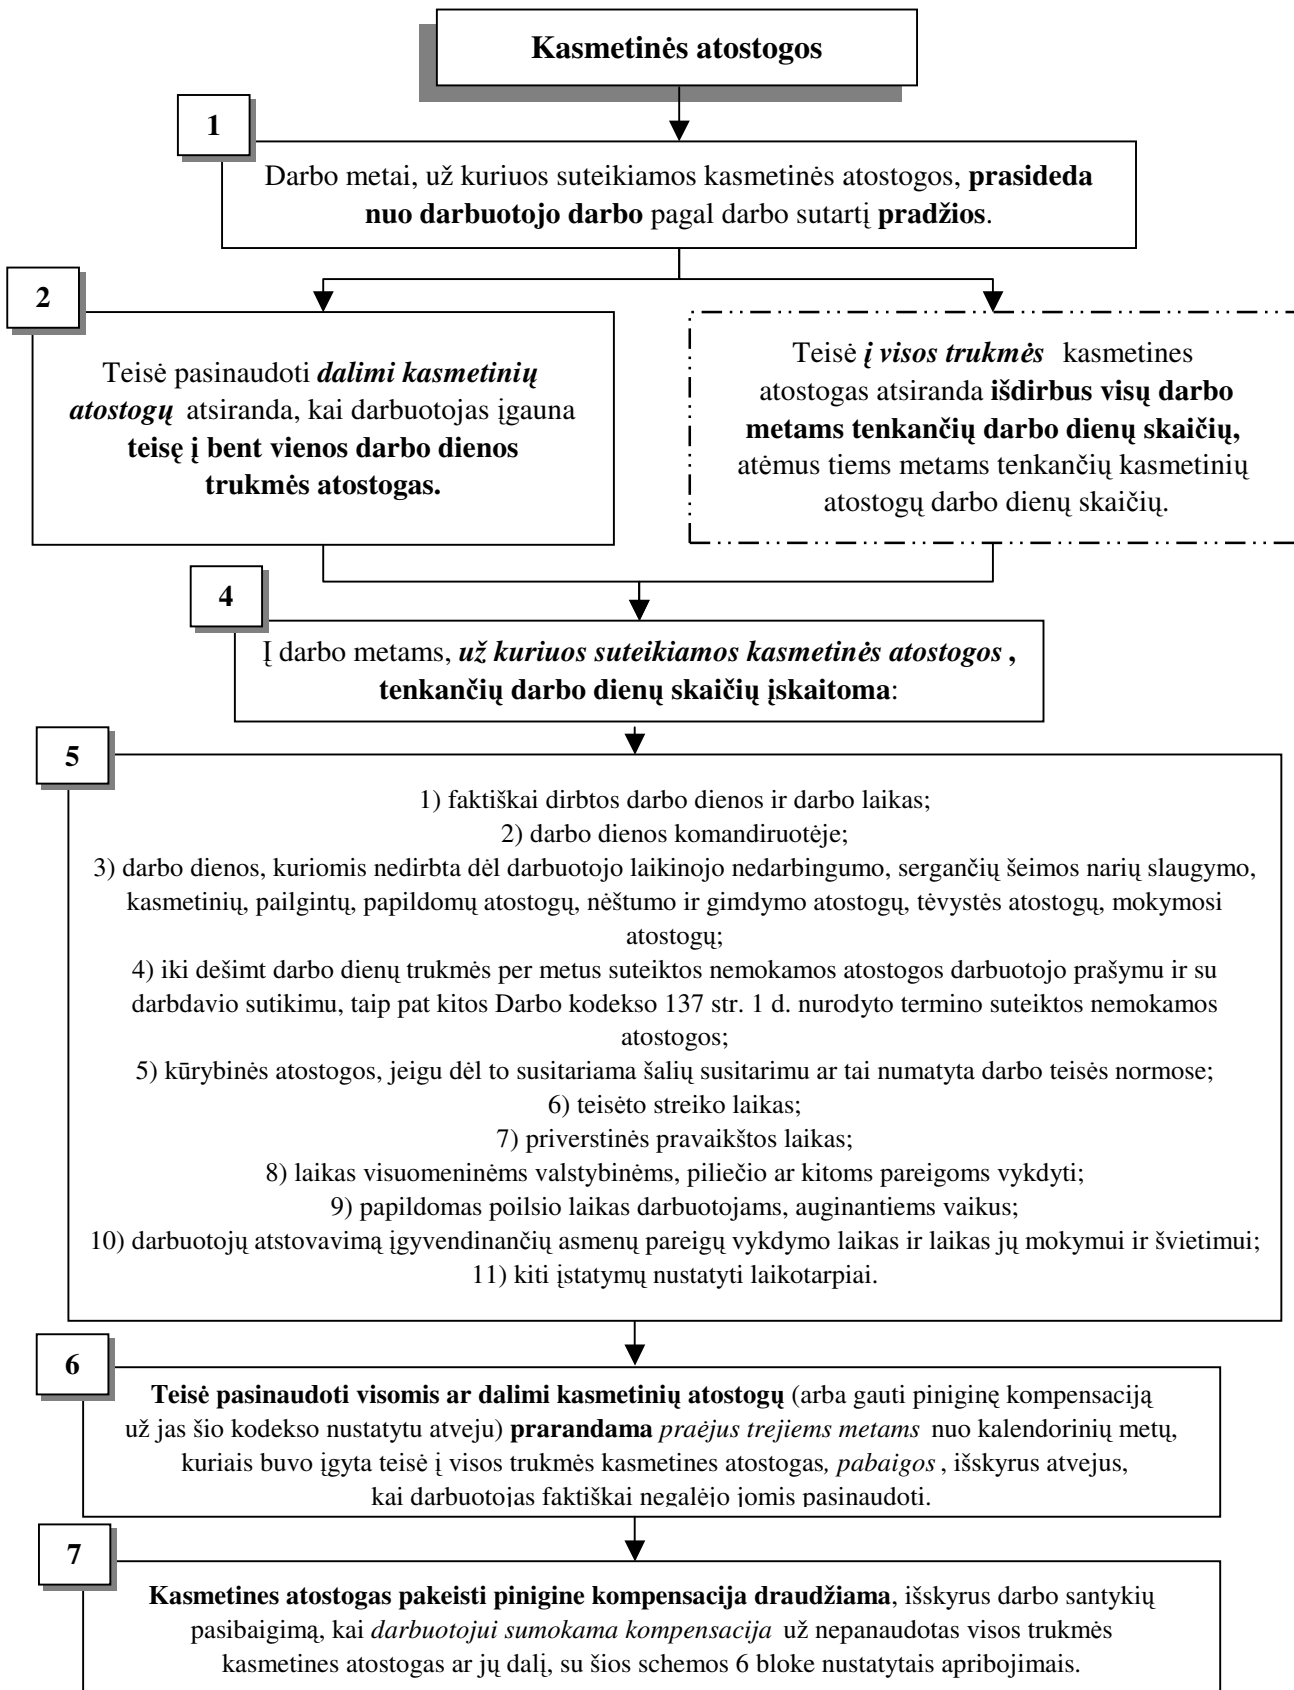 Kasmetinės atostogos
1
Darbo metai, už kuriuos suteikiamos kasmetinės atostogos, prasideda
nuo darbuotojo darbo pagal darbo sutartį pradžios.
2
Teisė pasinaudoti dalimi kasmetinių
atostogų atsiranda, kai darbuotojas įgauna
teisę į bent vienos darbo dienos
trukmės atostogas.
Teisė į visos trukmės kasmetines
atostogas atsiranda išdirbus visų darbo
metams tenkančių darbo dienų skaičių,
atėmus tiems metams tenkančių kasmetinių
atostogų darbo dienų skaičių.
4
Į darbo metams, už kuriuos suteikiamos kasmetinės atostogos,
tenkančių darbo dienų skaičių įskaitoma:
5
1) faktiškai dirbtos darbo dienos ir darbo laikas;
2) darbo dienos komandiruotėje;
3) darbo dienos, kuriomis nedirbta dėl darbuotojo laikinojo nedarbingumo, sergančių šeimos narių slaugymo,
kasmetinių, pailgintų, papildomų atostogų, nėštumo ir gimdymo atostogų, tėvystės atostogų, mokymosi
atostogų;
4) iki dešimt darbo dienų trukmės per metus suteiktos nemokamos atostogos darbuotojo prašymu ir su
darbdavio sutikimu, taip pat kitos Darbo kodekso 137 str. 1 d. nurodyto termino suteiktos nemokamos
atostogos;
5) kūrybinės atostogos, jeigu dėl to susitariama šalių susitarimu ar tai numatyta darbo teisės normose;
6) teisėto streiko laikas;
7) priverstinės pravaikštos laikas;
8) laikas visuomeninėms valstybinėms, piliečio ar kitoms pareigoms vykdyti;
9) papildomas poilsio laikas darbuotojams, auginantiems vaikus;
10) darbuotojų atstovavimą įgyvendinančių asmenų pareigų vykdymo laikas ir laikas jų mokymui ir švietimui;
11) kiti įstatymų nustatyti laikotarpiai.
6
Teisė pasinaudoti visomis ar dalimi kasmetinių atostogų (arba gauti piniginę kompensaciją
už jas šio kodekso nustatytu atveju) prarandama praėjus trejiems metams nuo kalendorinių metų,
kuriais buvo įgyta teisė į visos trukmės kasmetines atostogas, pabaigos, išskyrus atvejus,
kai darbuotojas faktiškai negalėjo jomis pasinaudoti.
7
Kasmetines atostogas pakeisti pinigine kompensacija draudžiama, išskyrus darbo santykių
pasibaigimą, kai darbuotojui sumokama kompensacija už nepanaudotas visos trukmės
kasmetines atostogas ar jų dalį, su šios schemos 6 bloke nustatytais apribojimais.